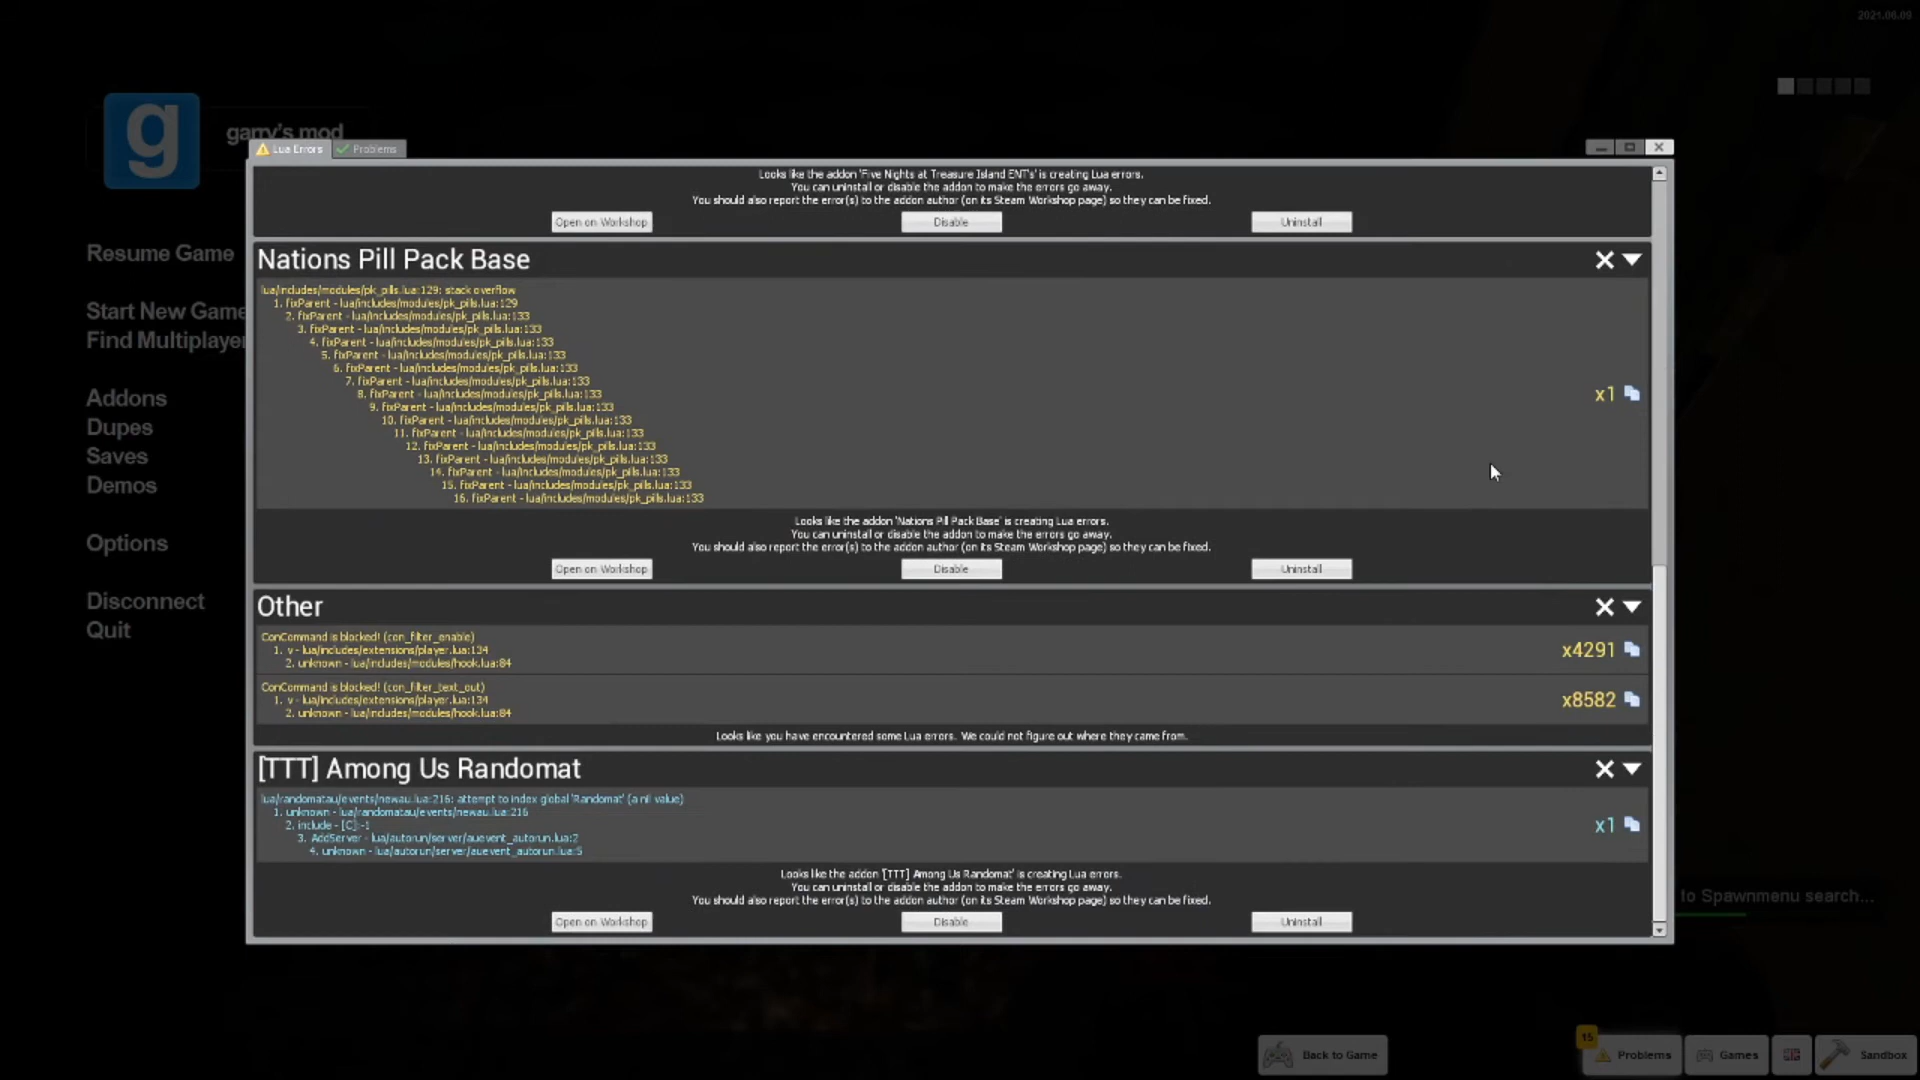 2021.06.09
g
garry's mod
Lua Errors
Problems
Looks like the addon 'Five Nights at Treasure Island ENT's' is creating Lua errors.
You can uninstall or disable the addon to make the errors go away.
You should also report the error(s) to the addon author (on its Steam Workshop page) so they can be fixed.
Open on Workshop
Disable
Uninstall
Resume Game
Start New Game
Find Multiplayer
Addons
Dupes
Saves
Demos
Options
Disconnect
Quit
Nations Pill Pack Base
lua/includes/modules/pk_pills.lua:129: stack overflow
1. fixParent - lua/includes/modules/pk_pills.lua:129
2. fixParent - lua/includes/modules/pk_pills.lua:133
3. fixParent - lua/includes/modules/pk_pills.lua:133
4. fixParent - lua/includes/modules/pk_pills.lua:133
5. fixParent - lua/includes/modules/pk_pills.lua:133
6. fixParent - lua/includes/modules/pk_pills.lua:133
7. fixParent - lua/includes/modules/pk_pills.lua:133
8. fixParent - lua/includes/modules/pk_pills.lua:133
9. fixParent - lua/includes/modules/pk_pills.lua:133
10. fixParent - lua/includes/modules/pk_pills.lua:133
11. fixParent - lua/includes/modules/pk_pills.lua:133
12. fixParent - lua/includes/modules/pk_pills.lua:133
13. fixParent - lua/includes/modules/pk_pills.lua:133
14. fixParent - lua/includes/modules/pk_pills.lua:133
15. fixParent - lua/includes/modules/pk_pills.lua:133
16. fixParent - lua/includes/modules/pk_pills.lua:133
x1
Looks like the addon 'Nations Pill Pack Base' is creating Lua errors.
You can uninstall or disable the addon to make the errors go away.
You should also report the error(s) to the addon author (on its Steam Workshop page) so they can be fixed.
Open on Workshop
Disable
Uninstall
Other
ConCommand is blocked! (con_filter_enable)
1. v - lua/includes/extensions/player.lua:134
2. unknown - lua/includes/modules/hook.lua:84
x4291
ConCommand is blocked! (con_filter_text_out)
1. v - lua/includes/extensions/player.lua:134
2. unknown - lua/includes/modules/hook.lua:84
x8582
Looks like you have encountered some Lua errors. We could not figure out where they came from.
[TTT] Among Us Randomat
lua/randomatau/events/newau.lua:216: attempt to index global 'Randomat' (a nil value)
1. unknown - lua/randomatau/events/newau.lua:216
2. include - [C]:-1
3. AddServer - lua/autorun/server/auevent_autorun.lua:2
4. unknown - lua/autorun/server/auevent_autorun.lua:5
x1
Looks like the addon '[TTT] Among Us Randomat' is creating Lua errors.
You can uninstall or disable the addon to make the errors go away.
You should also report the error(s) to the addon author (on its Steam Workshop page) so they can be fixed.
Open on Workshop
Disable
Uninstall
to Spawnmenu search...
Back to Game
15
Problems
Games
Sandbox